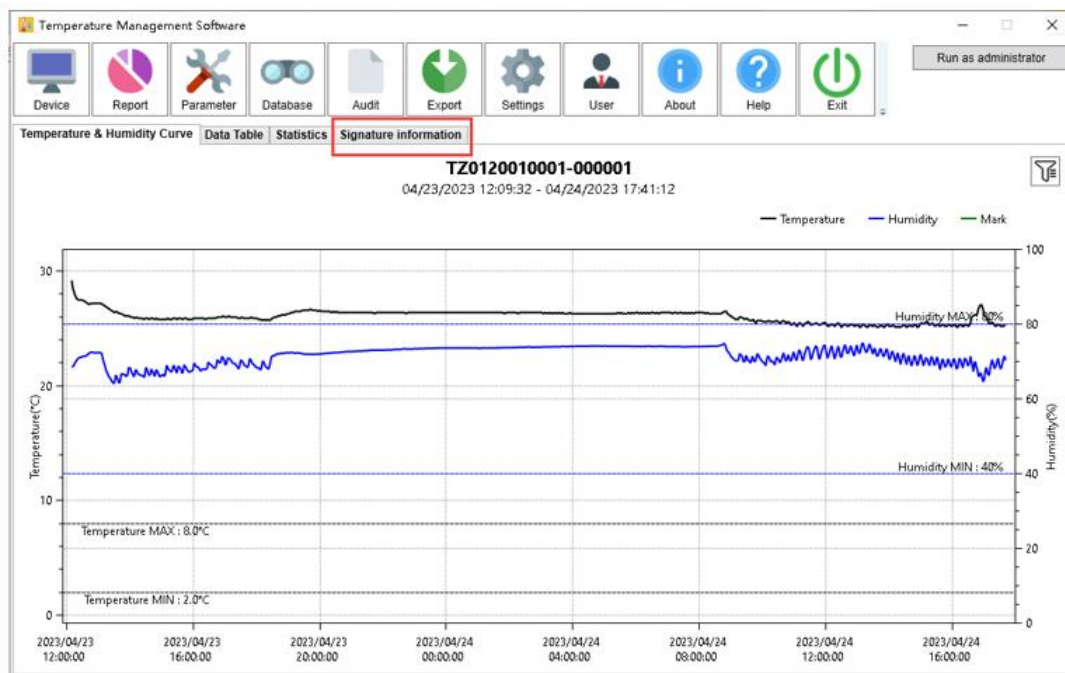 Temperature Management Software
Run as administrator
Device Report Parameter Database Audit Export Settings User About Help Exit
Temperature & Humidity Curve Data Table Statistics Signature information
TZ0120010001-000001
04/23/2023 12:09:32 - 04/24/2023 17:41:12
Temperature Humidity Mark
30
20
10
0
Temperature(°C)
100
80
60
40
20
0
Humidity(%)
Humidity MAX : 80%
Humidity MIN : 40%
Temperature MAX : 8.0°C
Temperature MIN : 2.0°C
2023/04/23 2023/04/23 2023/04/23 2023/04/24 2023/04/24 2023/04/24 2023/04/24 2023/04/24
12:00:00 16:00:00 20:00:00 00:00:00 04:00:00 08:00:00 12:00:00 16:00:00